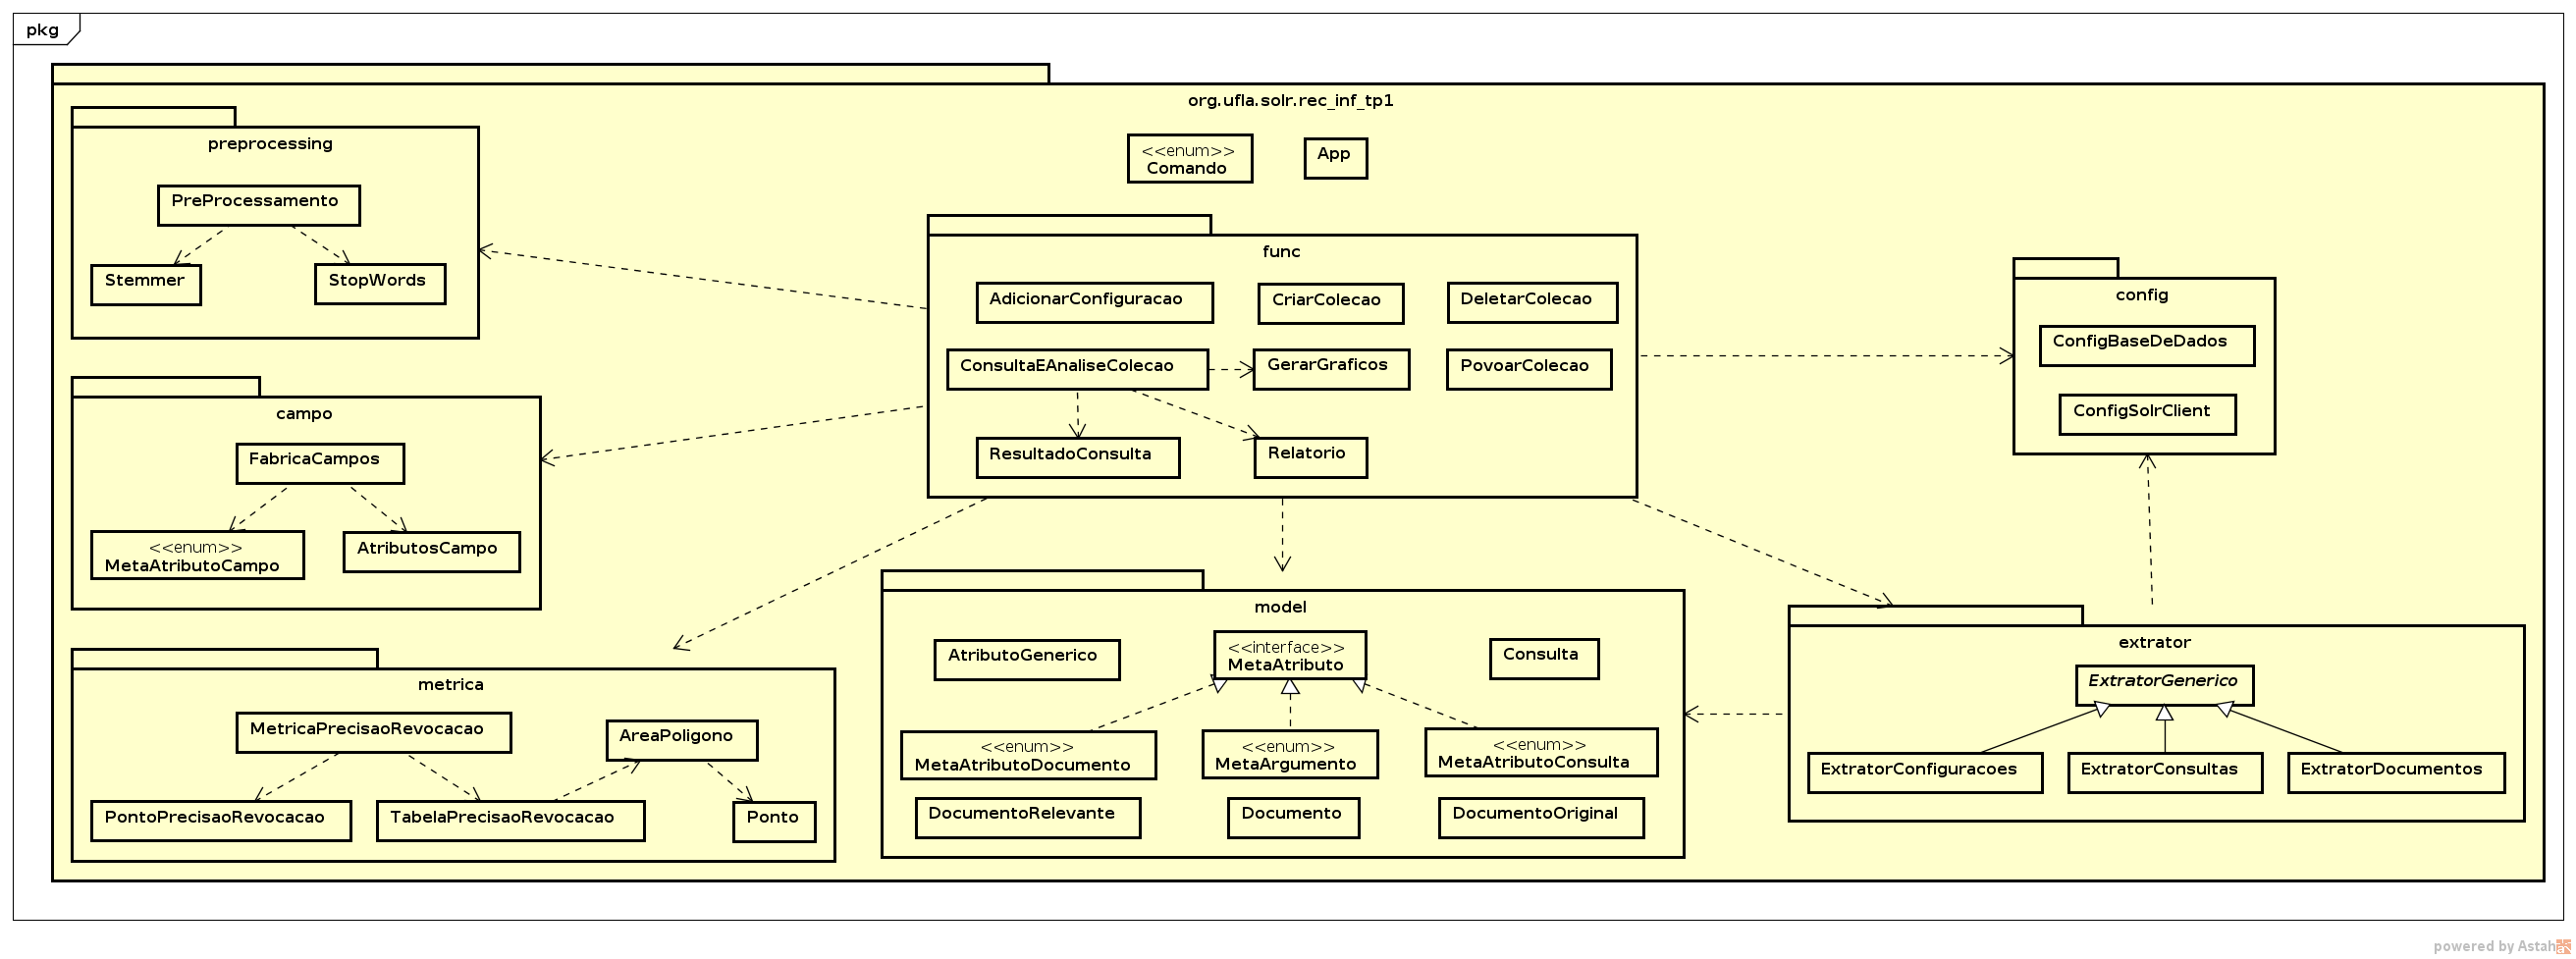 pkg
org.ufla.solr.rec_inf_tp1
<<enum>>
Comando
App
preprocessing
PreProcessamento
Stemmer
StopWords
func
AdicionarConfiguracao
CriarColecao
DeletarColecao
ConsultaEAnaliseColecao
GerarGraficos
PovoarColecao
ResultadoConsulta
Relatorio
config
ConfigBaseDeDados
ConfigSolrClient
campo
FabricaCampos
<<enum>>
MetaAtributoCampo
AtributosCampo
metrica
MetricaPrecisaoRevocacao
AreaPoligono
PontoPrecisaoRevocacao
TabelaPrecisaoRevocacao
Ponto
model
AtributoGenerico
<<interface>>
MetaAtributo
Consulta
<<enum>>
MetaAtributoDocumento
<<enum>>
MetaArgumento
<<enum>>
MetaAtributoConsulta
DocumentoRelevante
Documento
DocumentoOriginal
extrator
ExtratorGenerico
ExtratorConfiguracoes
ExtratorConsultas
ExtratorDocumentos
powered by Astah